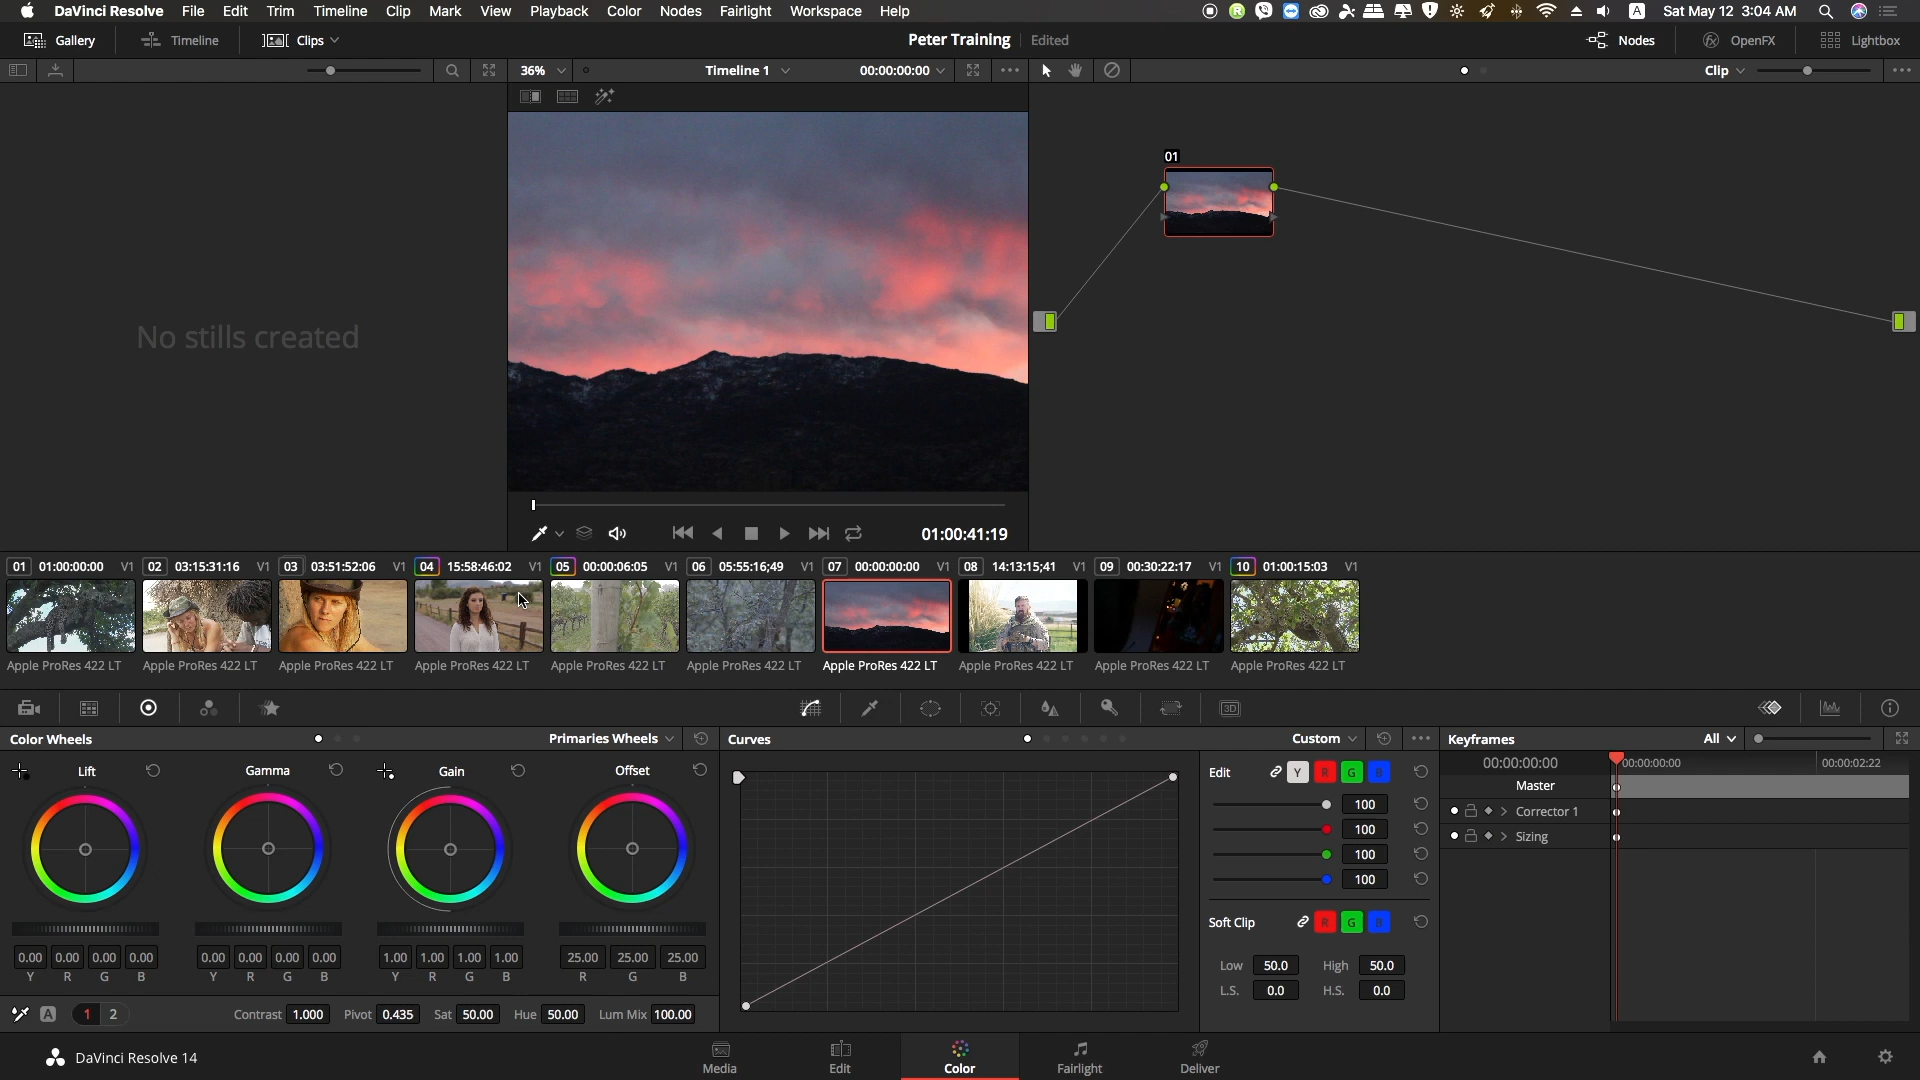 DaVinci Resolve File Edit Trim Timeline Clip Mark View Playback Color Nodes Fairlight Workspace Help A Sat May 12 3:04 AM
Gallery Timeline Clips Peter Training Edited Nodes OpenFX Lightbox
36% Timeline 1 00:00:00:00 Clip
01
No stills created
01:00:41:19
01 01:00:00:00 V1 02 03:15:31:16 V1 03 03:51:52:06 V1 04 15:58:46:02 V1 05 00:00:06:05 V1 06 05:55:16;49 V1 07 00:00:00:00 V1 08 14:13:15;41 V1 09 00:30:22:17 V1 10 01:00:15:03 V1
Apple ProRes 422 LT Apple ProRes 422 LT Apple ProRes 422 LT Apple ProRes 422 LT Apple ProRes 422 LT Apple ProRes 422 LT Apple ProRes 422 LT Apple ProRes 422 LT Apple ProRes 422 LT Apple ProRes 422 LT
3D
Color Wheels Primaries Wheels Curves Custom Keyframes All
Lift Gamma Gain Offset Edit Y R G B 00:00:00:00 00:00:00:00 00:00:02:22
Master
100 Corrector 1
100 Sizing
100
100
Soft Clip R G B
0.00 0.00 0.00 0.00 0.00 0.00 0.00 0.00 1.00 1.00 1.00 1.00 25.00 25.00 25.00 Low 50.0 High 50.0
Y R G B Y R G B Y R G B R G B L.S. 0.0 H.S. 0.0
A 1 2 Contrast 1.000 Pivot 0.435 Sat 50.00 Hue 50.00 Lum Mix 100.00
DaVinci Resolve 14 Media Edit Color Fairlight Deliver